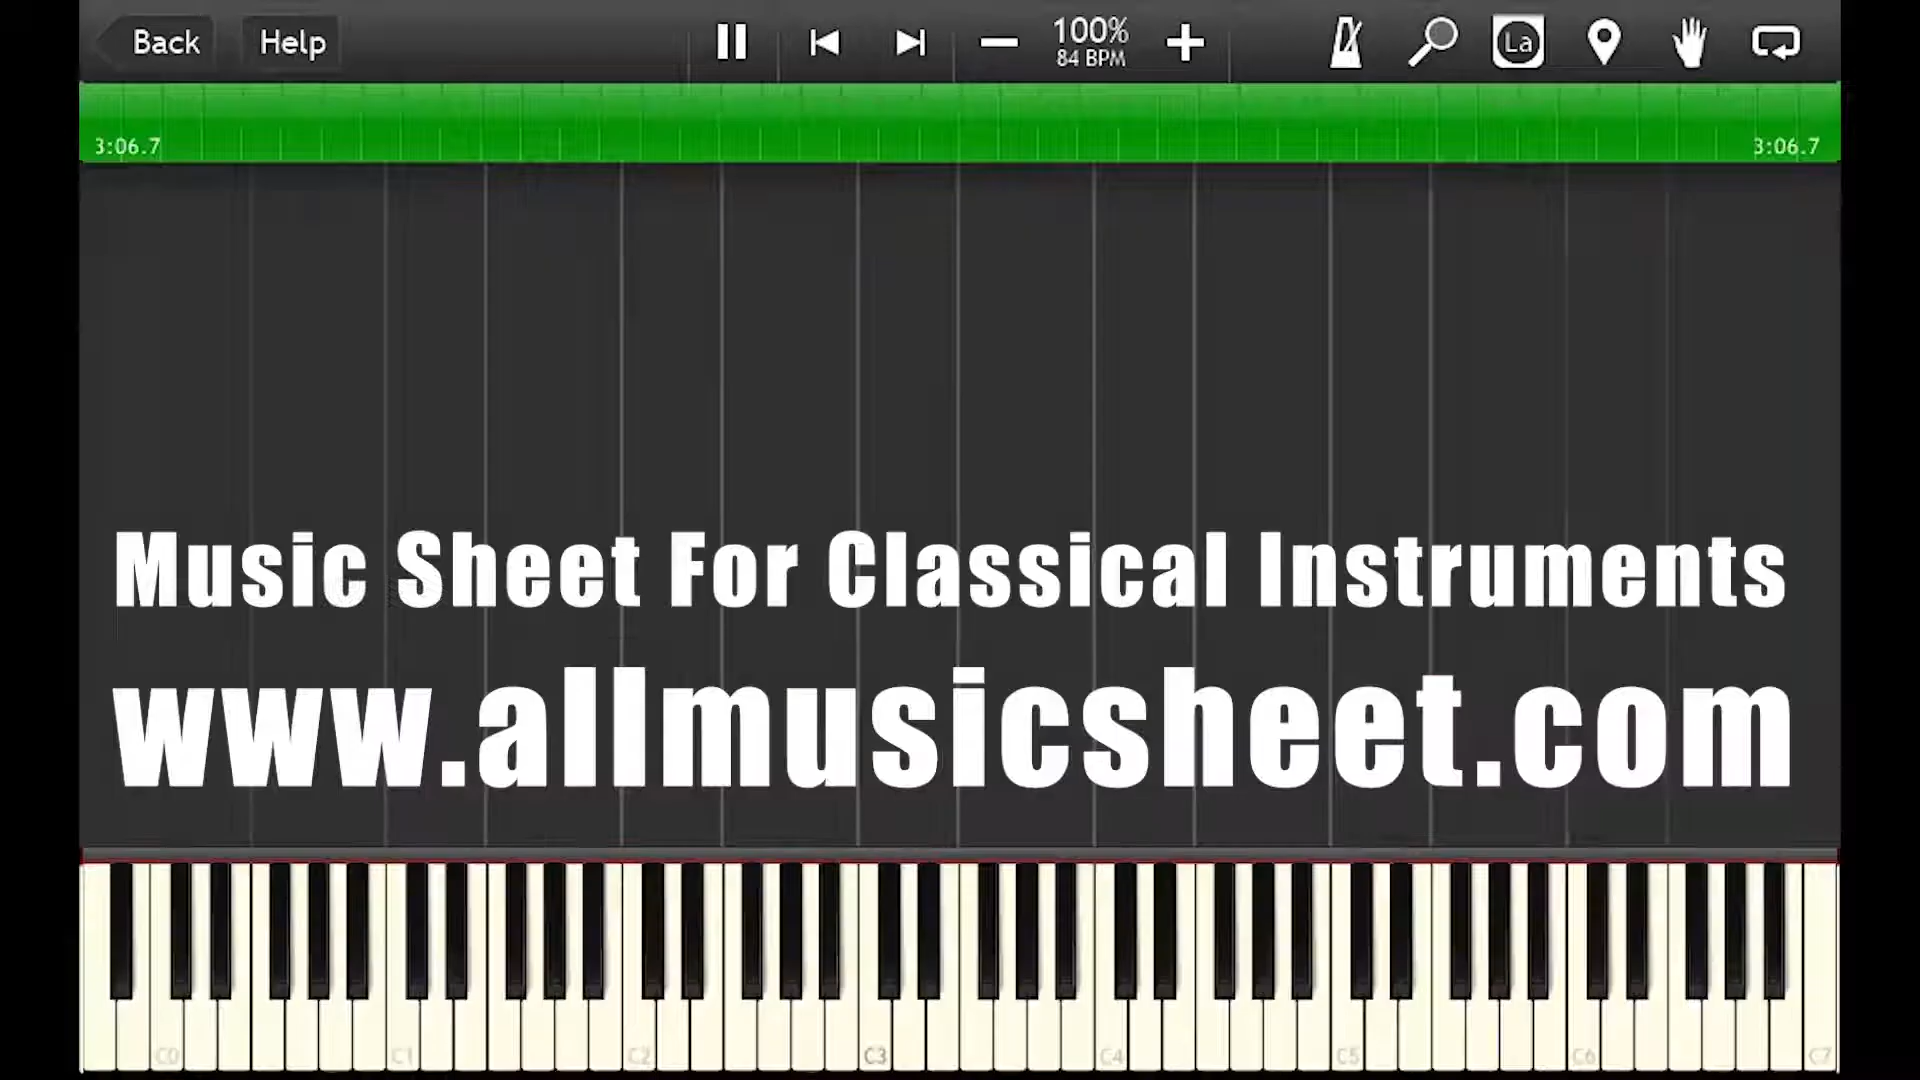 Back Help 100% La
84 BPM
3:06.7 3:06.7
Music Sheet For Classical Instruments
www.allmusicsheet.com
C0 C1 C2 C3 C4 C5 C6 C7